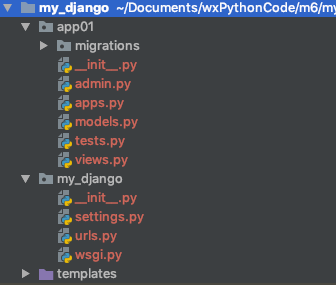 my_django ~/Documents/wxPythonCode/m6/my
app01
migrations
__init__.py
admin.py
apps.py
models.py
tests.py
views.py
my_django
__init__.py
settings.py
urls.py
wsgi.py
templates